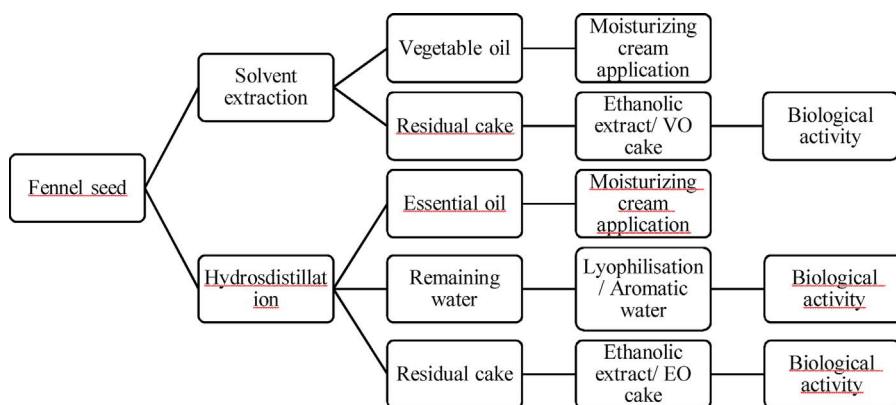 Fennel seed
Solvent
extraction
Vegetable oil
Moisturizing
cream
application
Residual cake
Ethanolic
extract/ VO
cake
Biological
activity
Hydrosdistillat
ion
Essential oil
Moisturizing
cream
application
Remaining
water
Lyophilisation
/ Aromatic
water
Biological
activity
Residual cake
Ethanolic
extract/ EO
cake
Biological
activity